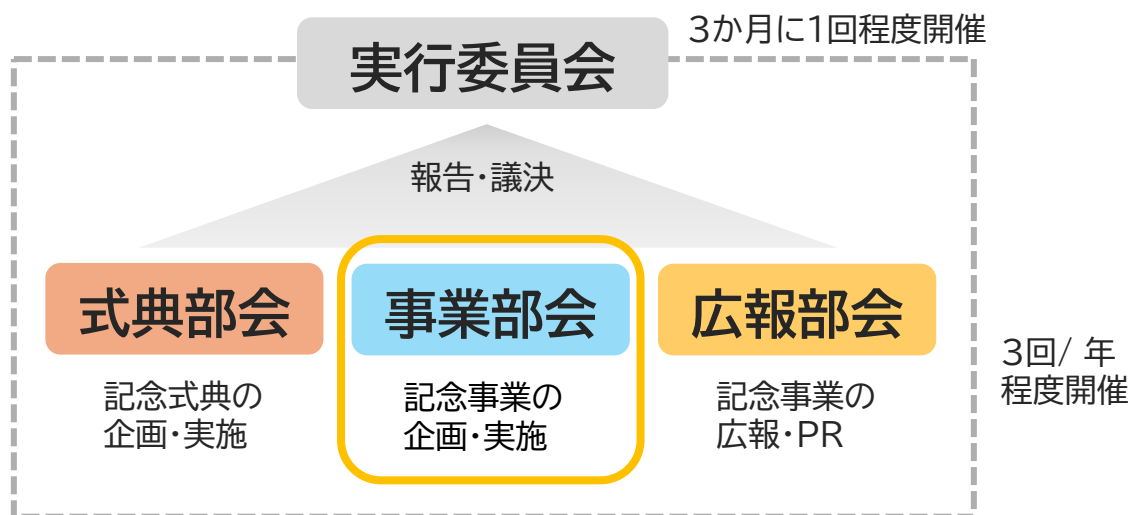 3か月に1回程度開催
実行委員会
報告・議決
式典部会
事業部会
広報部会
記念式典の
企画・実施
記念事業の
企画・実施
記念事業の
広報・PR
3回/ 年
程度開催